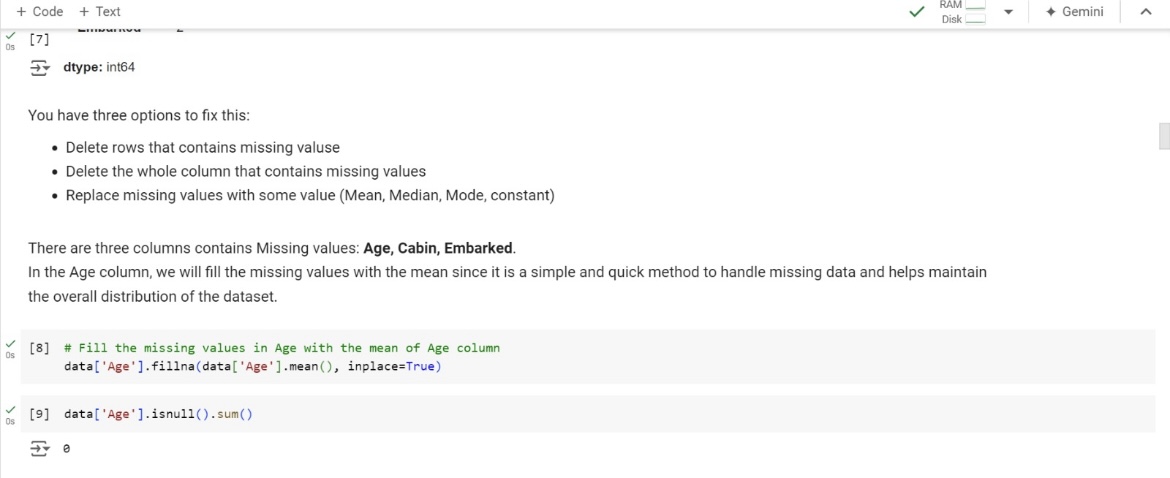 + Code + Text
RAM
Disk
Gemini
0s
[7]
dtype: int64
You have three options to fix this:
• Delete rows that contains missing valuse
• Delete the whole column that contains missing values
• Replace missing values with some value (Mean, Median, Mode, constant)
There are three columns contains Missing values: Age, Cabin, Embarked.
In the Age column, we will fill the missing values with the mean since it is a simple and quick method to handle missing data and helps maintain
the overall distribution of the dataset.
0s
[8] # Fill the missing values in Age with the mean of Age column
data['Age'].fillna(data['Age'].mean(), inplace=True)
0s
[9] data['Age'].isnull().sum()
0